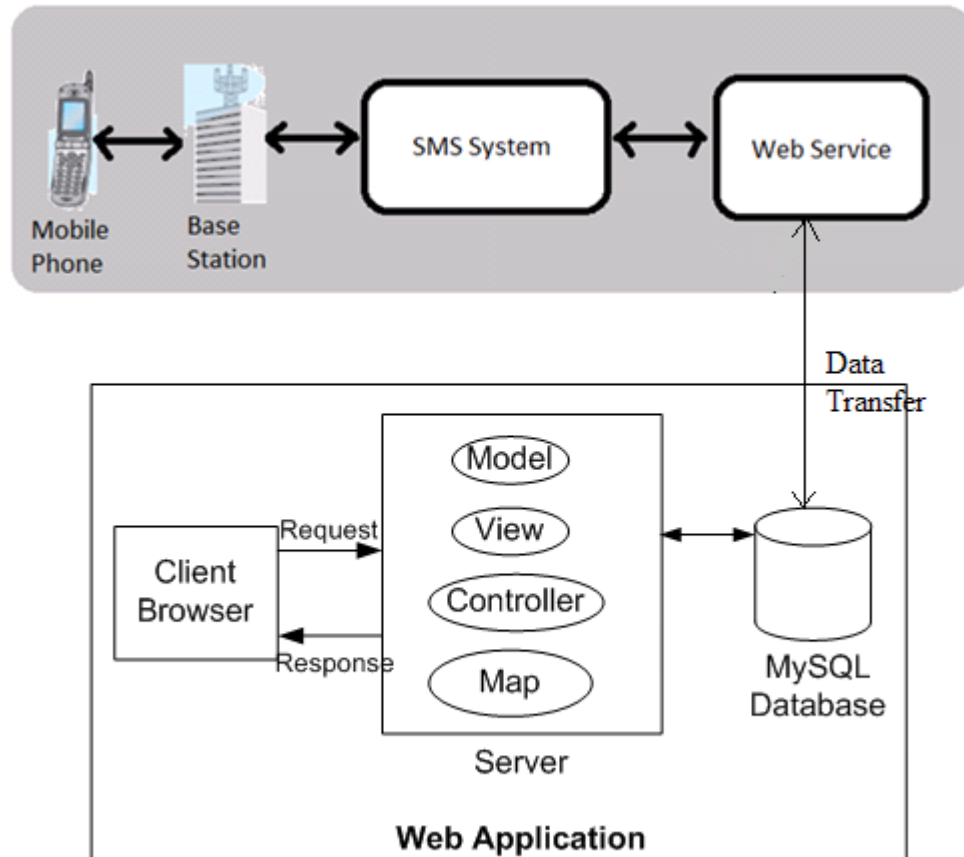 SMS System
Web Service
Mobile
Phone
Base
Station
Data
Transfer
Model
View
Controller
Map
Request
Client
Browser
Response
MySQL
Database
Server
Web Application